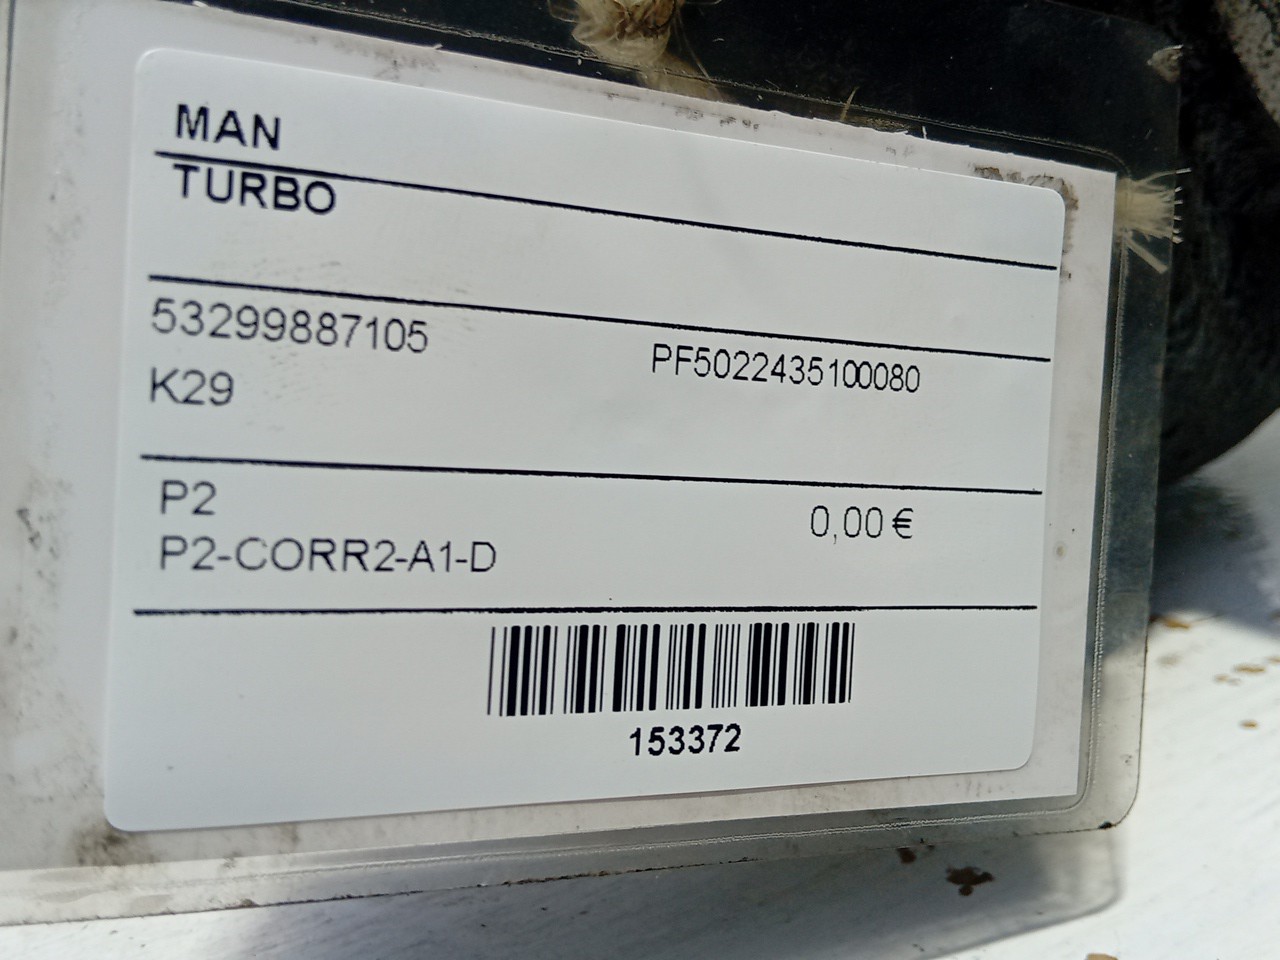 MAN
TURBO
53299887105
PF5022435100080
K29
P2
0,00 €
P2-CORR2-A1-D
153372